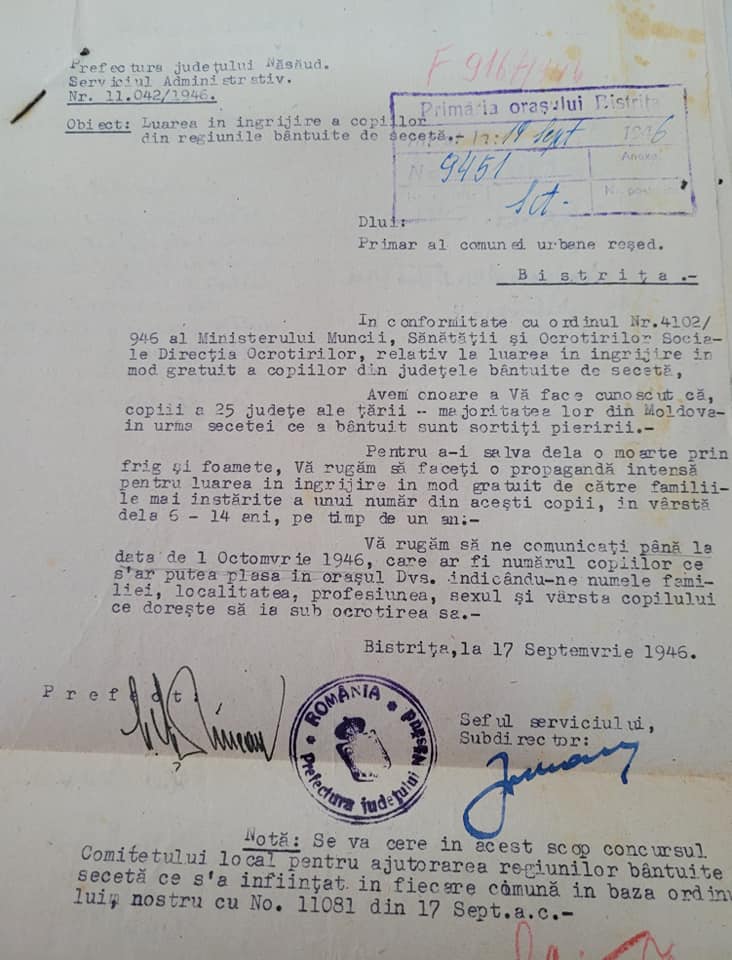 Prefectura județului Năsăud.
Serviciul Administrativ.
Nr. 11.042/1946.
F 916
Primăria orașului Bistrița
19 Sept 1946
N 9451
Anexe
Sct.
Obiect: Luarea in ingrijire a copiilor
din regiunile bântuite de secetă.-
Dlui:
Primar al comunei urbane reșed.
Bistrița.-
In conformitate cu ordinul Nr.4102/
946 al Ministerului Muncii, Sănătății și Ocrotirilor Socia-
le Direcția Ocrotirilor, relativ la luarea in ingrijire in
mod gratuit a copiilor din județele bântuite de secetă,
Avem onoare a Vă face cunoscut că,
copiii a 25 județe ale țării - majoritatea lor din Moldova-
in urma secetei ce a bântuit sunt sortiți pieririi.-
Pentru a-i salva dela o moarte prin
frig și foamete, Vă rugăm să faceți o propagandă intensă
pentru luarea in ingrijire in mod gratuit de către familii-
le mai instărite a unui număr din acești copii, in vârstă
dela 6 - 14 ani, pe timp de un an:-
Vă rugăm să ne comunicați până la
data de 1 Octomvrie 1946, care ar fi numărul copiilor ce
s'ar putea plasa in orașul Dvs. indicându-ne numele fami-
liei, localitatea, profesiunea, sexul și vârsta copilului
ce dorește să ia sub ocrotirea sa.-
Bistrița,la 17 Septemvrie 1946.
Prefect:
ROMÂNIA
Prefectura județului Năsăud
Seful serviciului,
Subdirector:
Notă: Se va cere in acest scop concursul
Comitetului local pentru ajutorarea regiunilor bântuite
secetă ce s'a inființat in fiecare comună in baza ordinu
lui, nostru cu No. 11081 din 17 Sept.a.c.-